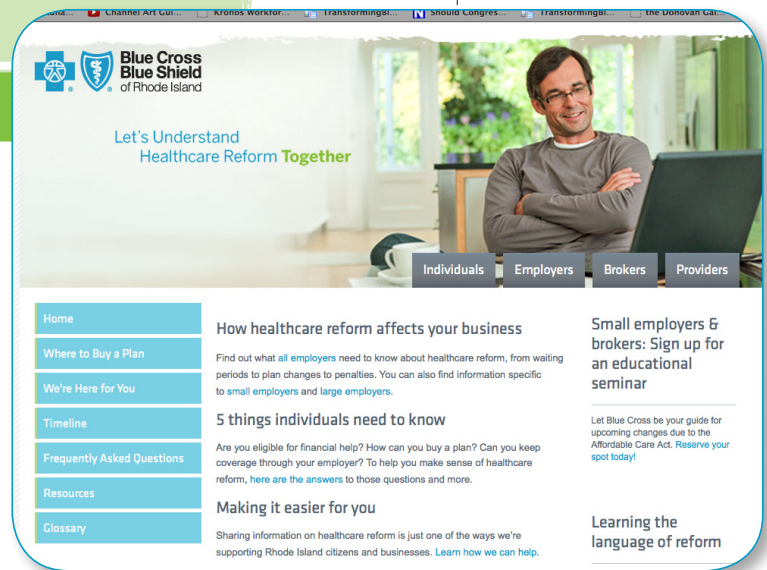 Channel Art Gui... Kronos Workfor... TransformingBl... Should Congres... TransformingBl... the Donovan Gal...
Blue Cross
Blue Shield
of Rhode Island
Let's Understand
Healthcare Reform Together
Individuals Employers Brokers Providers
Home
Where to Buy a Plan
We're Here for You
Timeline
Frequently Asked Questions
Resources
Glossary
How healthcare reform affects your business
Find out what all employers need to know about healthcare reform, from waiting
periods to plan changes to penalties. You can also find information specific
to small employers and large employers.
5 things individuals need to know
Are you eligible for financial help? How can you buy a plan? Can you keep
coverage through your employer? To help you make sense of healthcare
reform, here are the answers to those questions and more.
Making it easier for you
Sharing information on healthcare reform is just one of the ways we're
supporting Rhode Island citizens and businesses. Learn how we can help.
Small employers &
brokers: Sign up for
an educational
seminar
Let Blue Cross be your guide for
upcoming changes due to the
Affordable Care Act. Reserve your
spot today!
Learning the
language of reform